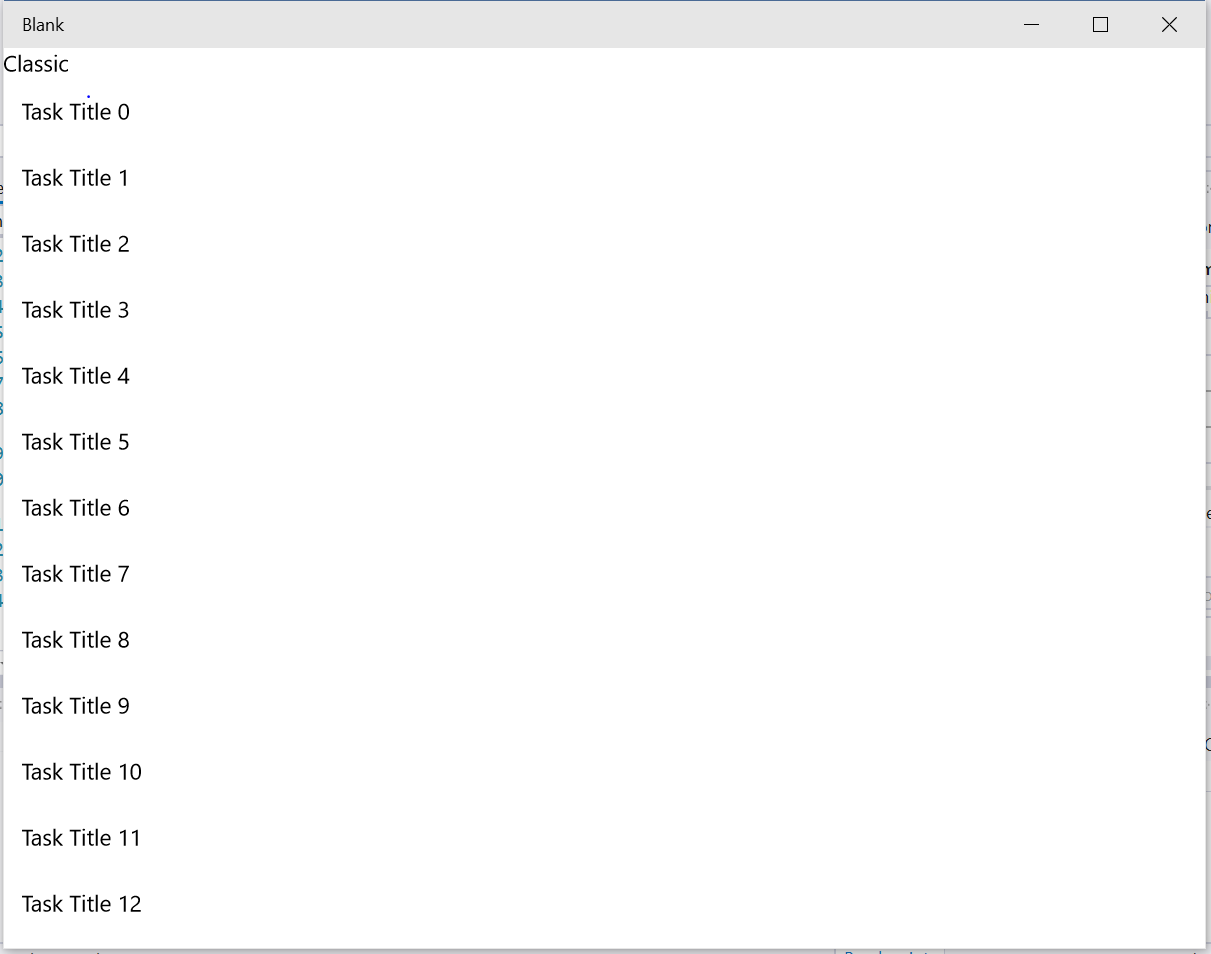 Blank
Classic
Task Title 0
Task Title 1
Task Title 2
Task Title 3
Task Title 4
Task Title 5
Task Title 6
Task Title 7
Task Title 8
Task Title 9
Task Title 10
Task Title 11
Task Title 12